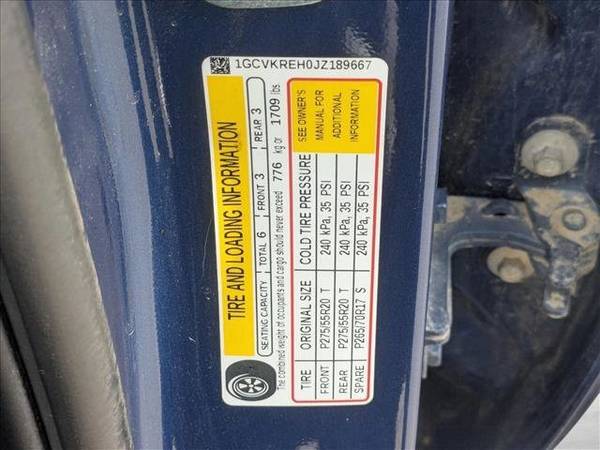 1GCVKREH0JZ189667
TIRE AND LOADING INFORMATION
SEATING CAPACITY TOTAL 6 FRONT 3 REAR 3
The combined weight of occupants and cargo should never exceed 776 kg or 1709 lbs
TIRE ORIGINAL SIZE COLD TIRE PRESSURE SEE OWNER'S
FRONT P275/55R20 T 240 kPa, 35 PSI MANUAL FOR
REAR P275/55R20 T 240 kPa, 35 PSI ADDITIONAL
SPARE P265/70R17 S 240 kPa, 35 PSI INFORMATION